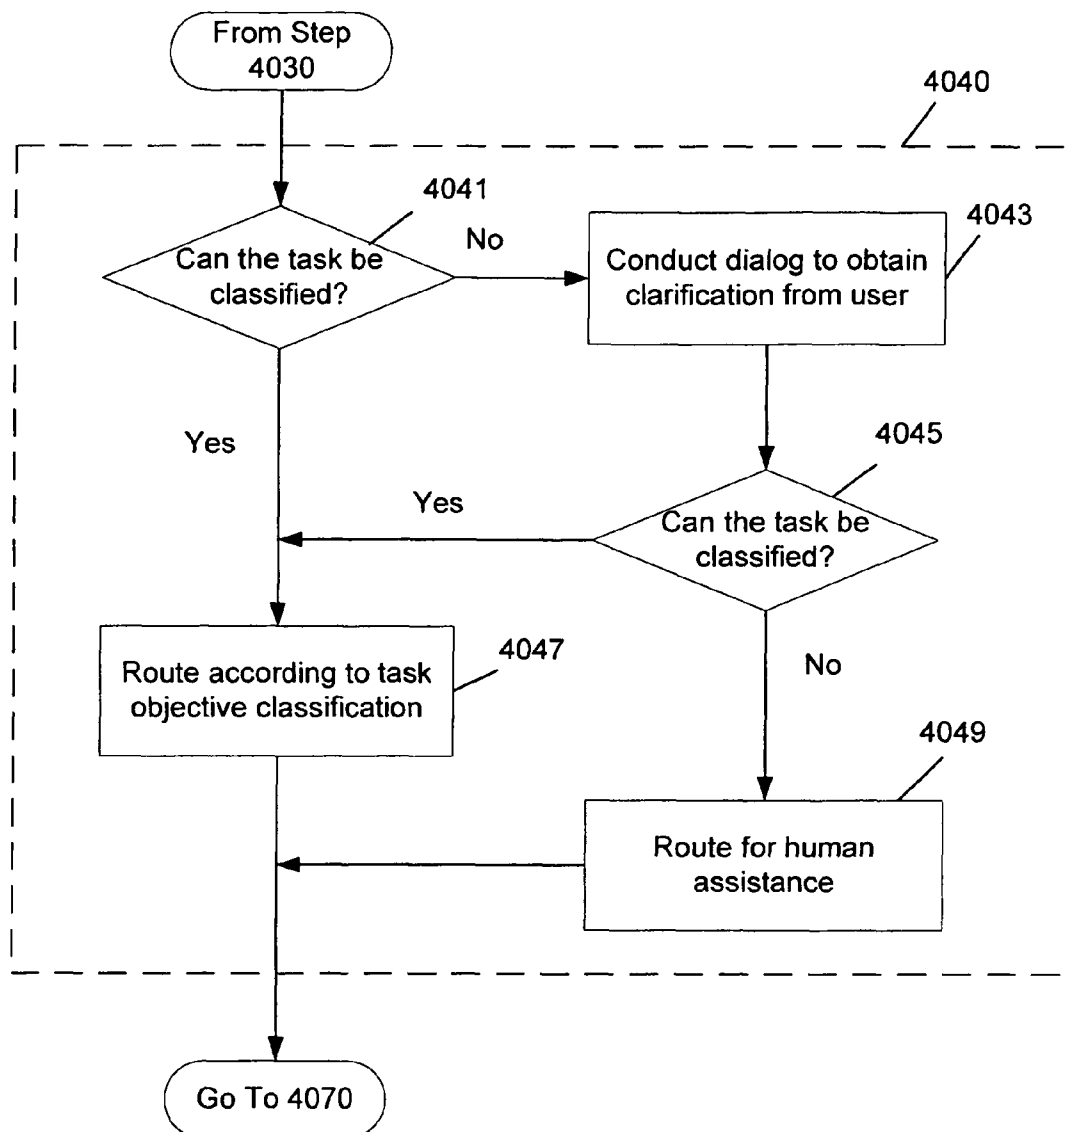 From Step
4030
4040
4041
Can the task be
classified?
No
4043
Conduct dialog to obtain
clarification from user
Yes
4045
Yes
Can the task be
classified?
4047
Route according to task
objective classification
No
4049
Route for human
assistance
Go To 4070